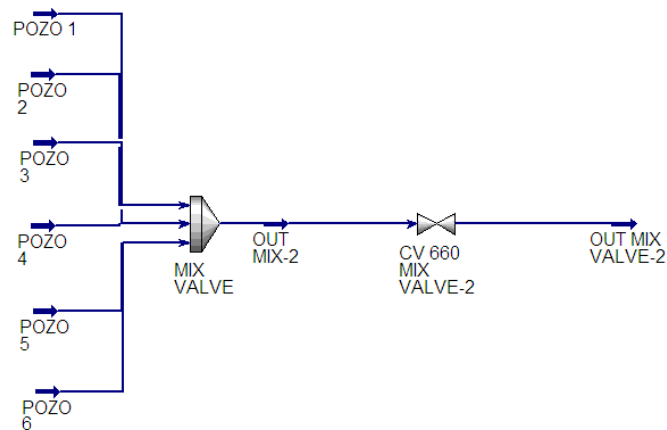 POZO 1
POZO
2
POZO
3
POZO
4
POZO
5
POZO
6
MIX
VALVE
OUT
MIX-2
CV 660
MIX
VALVE-2
OUT MIX
VALVE-2